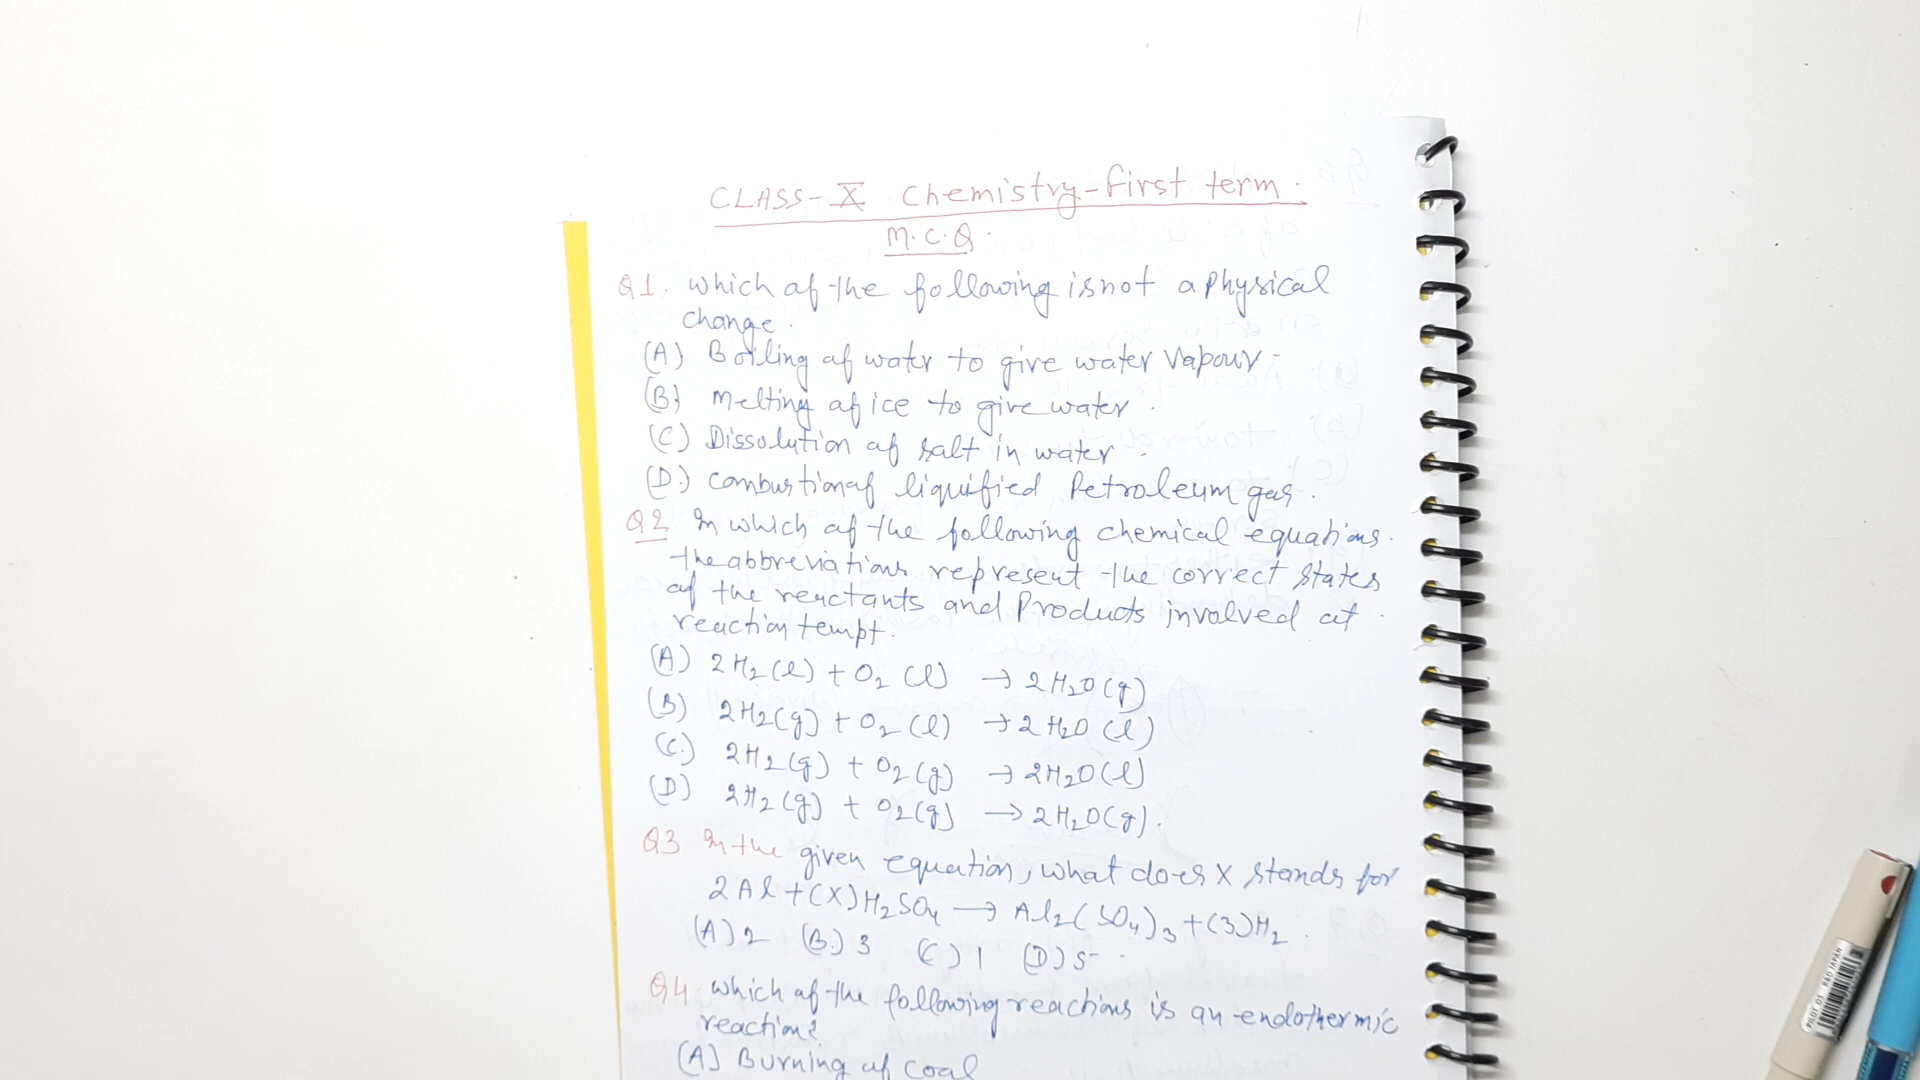 CLASS-X Chemistry-first term.
M.C.Q.
Q1. which of the following is not a physical
change.
(A) Boiling of water to give water vapour.
(B) melting of ice to give water.
(C) Dissolution of salt in water.
(D.) combustion of liquified Petroleum gas.
Q2 In which of the following chemical equations.
the abbreviations represent the correct states
of the reactants and Products involved at
reaction tempt.
(A) 2H₂(l) + O₂ (l) → 2H₂O(g)
(B) 2H₂(g) + O₂ (l) → 2H₂O (l)
(C.) 2H₂(g) + O₂(g) → 2H₂O(l)
(D) 2H₂(g) + O₂(g) → 2H₂O(g).
Q3 In the given equation, what does X stands for
2Al + (X)H₂SO₄ → Al₂(SO₄)₃ + (3)H₂.
(A) 2 (B.) 3 (C) 1 (D) 5
Q4 which of the following reactions is an endothermic
reaction?
(A) Burning of coal
PILOT 05 R&D JAPAN